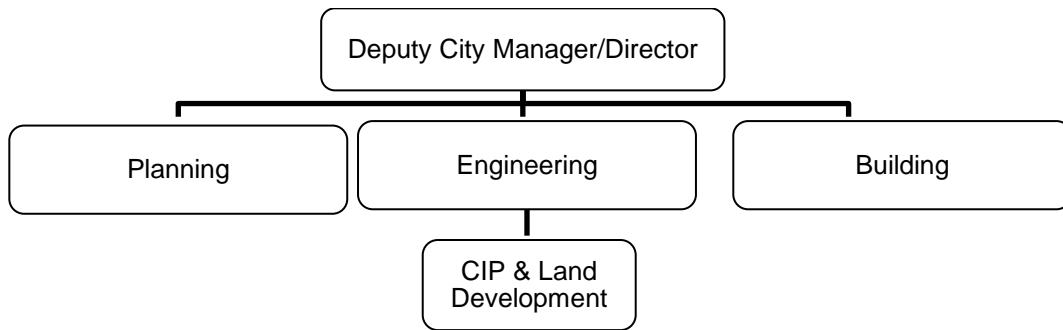 Deputy City Manager/Director
Planning
Engineering
Building
CIP & Land
Development